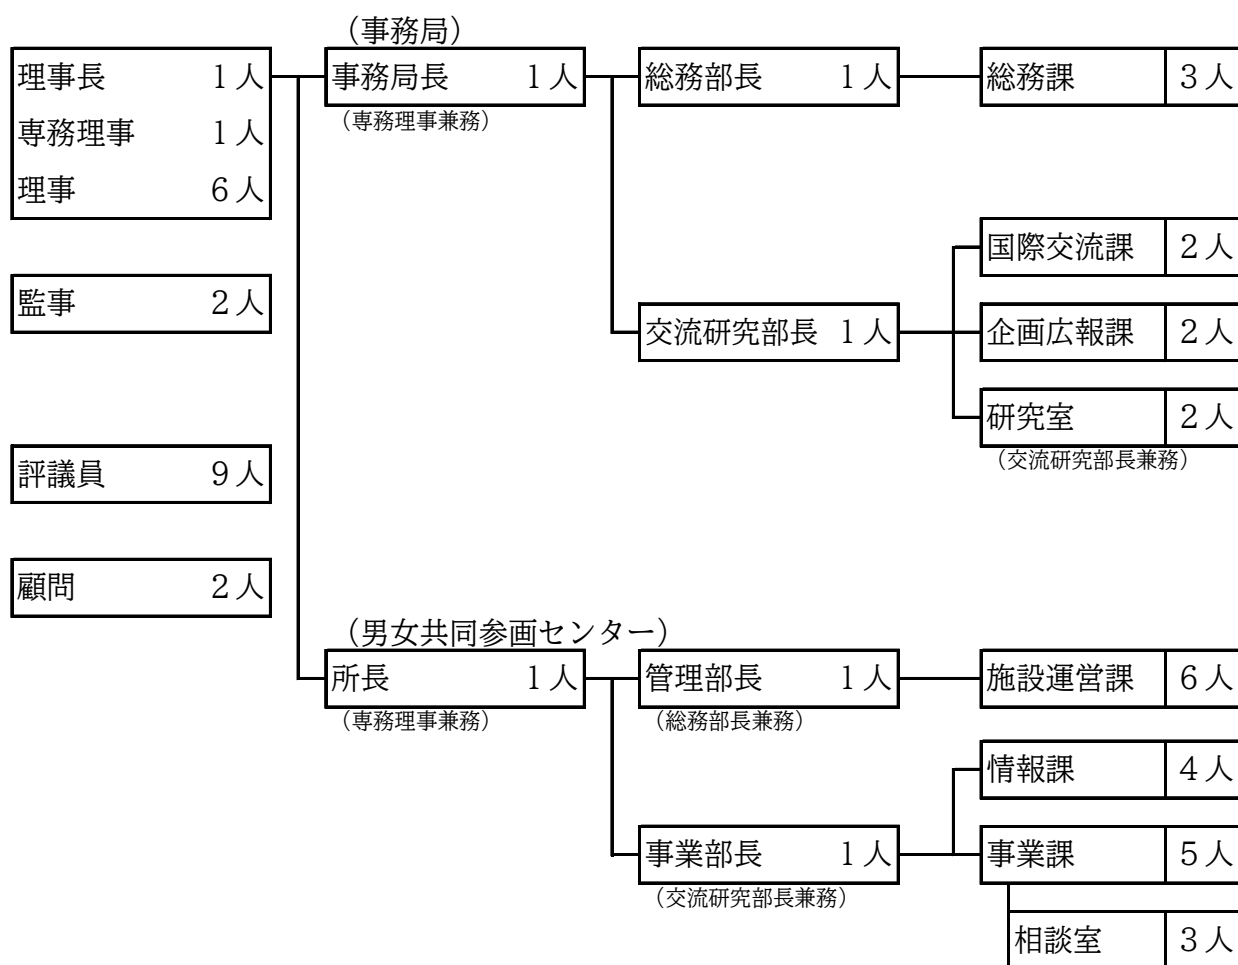 （事務局）
理事長 1人
専務理事 1人
理事 6人
事務局長 1人
（専務理事兼務）
総務部長 1人
総務課 3人
国際交流課 2人
監事 2人
交流研究部長 1人
企画広報課 2人
研究室 2人
（交流研究部長兼務）
評議員 9人
顧問 2人
（男女共同参画センター）
所長 1人
（専務理事兼務）
管理部長 1人
（総務部長兼務）
施設運営課 6人
情報課 4人
事業部長 1人
（交流研究部長兼務）
事業課 5人
相談室 3人